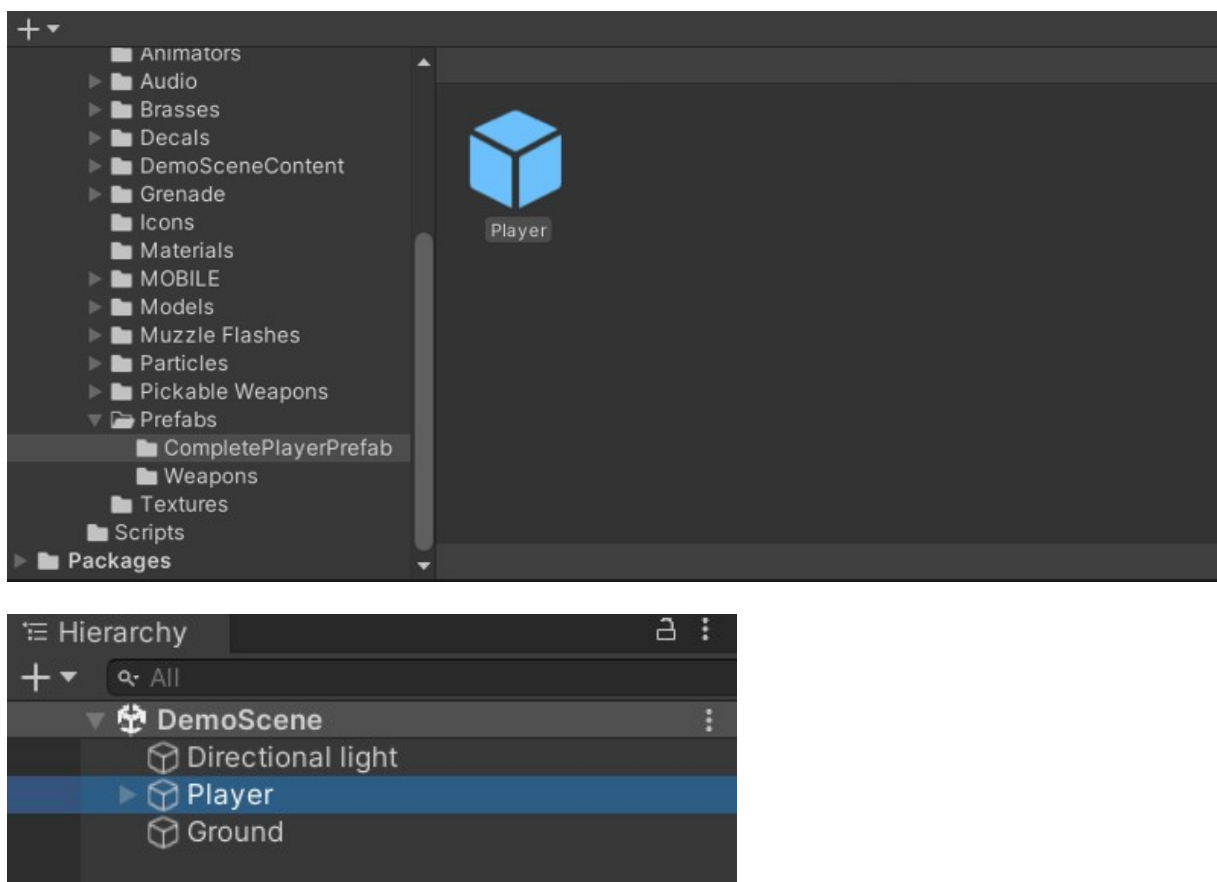 Animators
Audio
Brasses
Decals
DemoSceneContent
Grenade
Icons
Materials
MOBILE
Models
Muzzle Flashes
Particles
Pickable Weapons
Prefabs
CompletePlayerPrefab
Weapons
Textures
Scripts
Packages
Player
Hierarchy
All
DemoScene
Directional light
Player
Ground